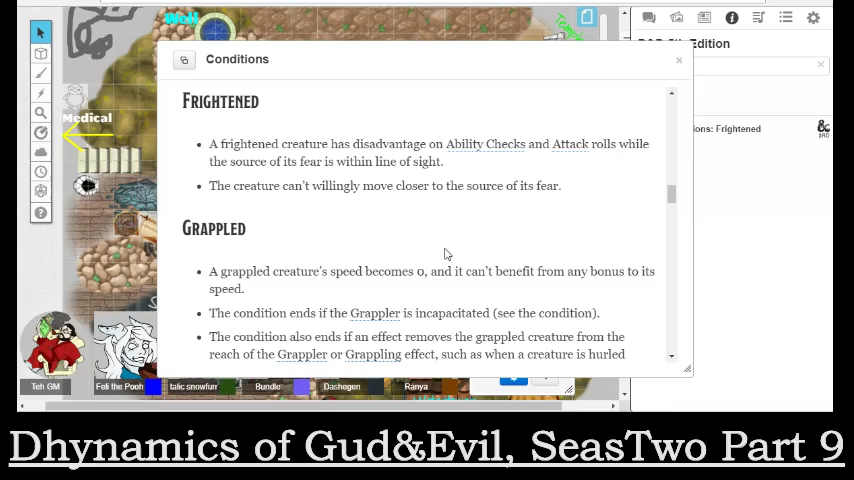 Well
Conditions
D&D 5th Edition
FRIGHTENED
A frightened creature has disadvantage on Ability Checks and Attack rolls while
the source of its fear is within line of sight.
The creature can't willingly move closer to the source of its fear.
GRAPPLED
A grappled creature's speed becomes 0, and it can't benefit from any bonus to its
speed.
The condition ends if the Grappler is incapacitated (see the condition).
The condition also ends if an effect removes the grappled creature from the
reach of the Grappler or Grappling effect, such as when a creature is hurled
Medical
ions: Frightened
Teh GM
Feli the Pooh
talic snowfurr
Bundle
Dashegen
Ranya
Dhynamics of Gud&Evil, SeasTwo Part 9